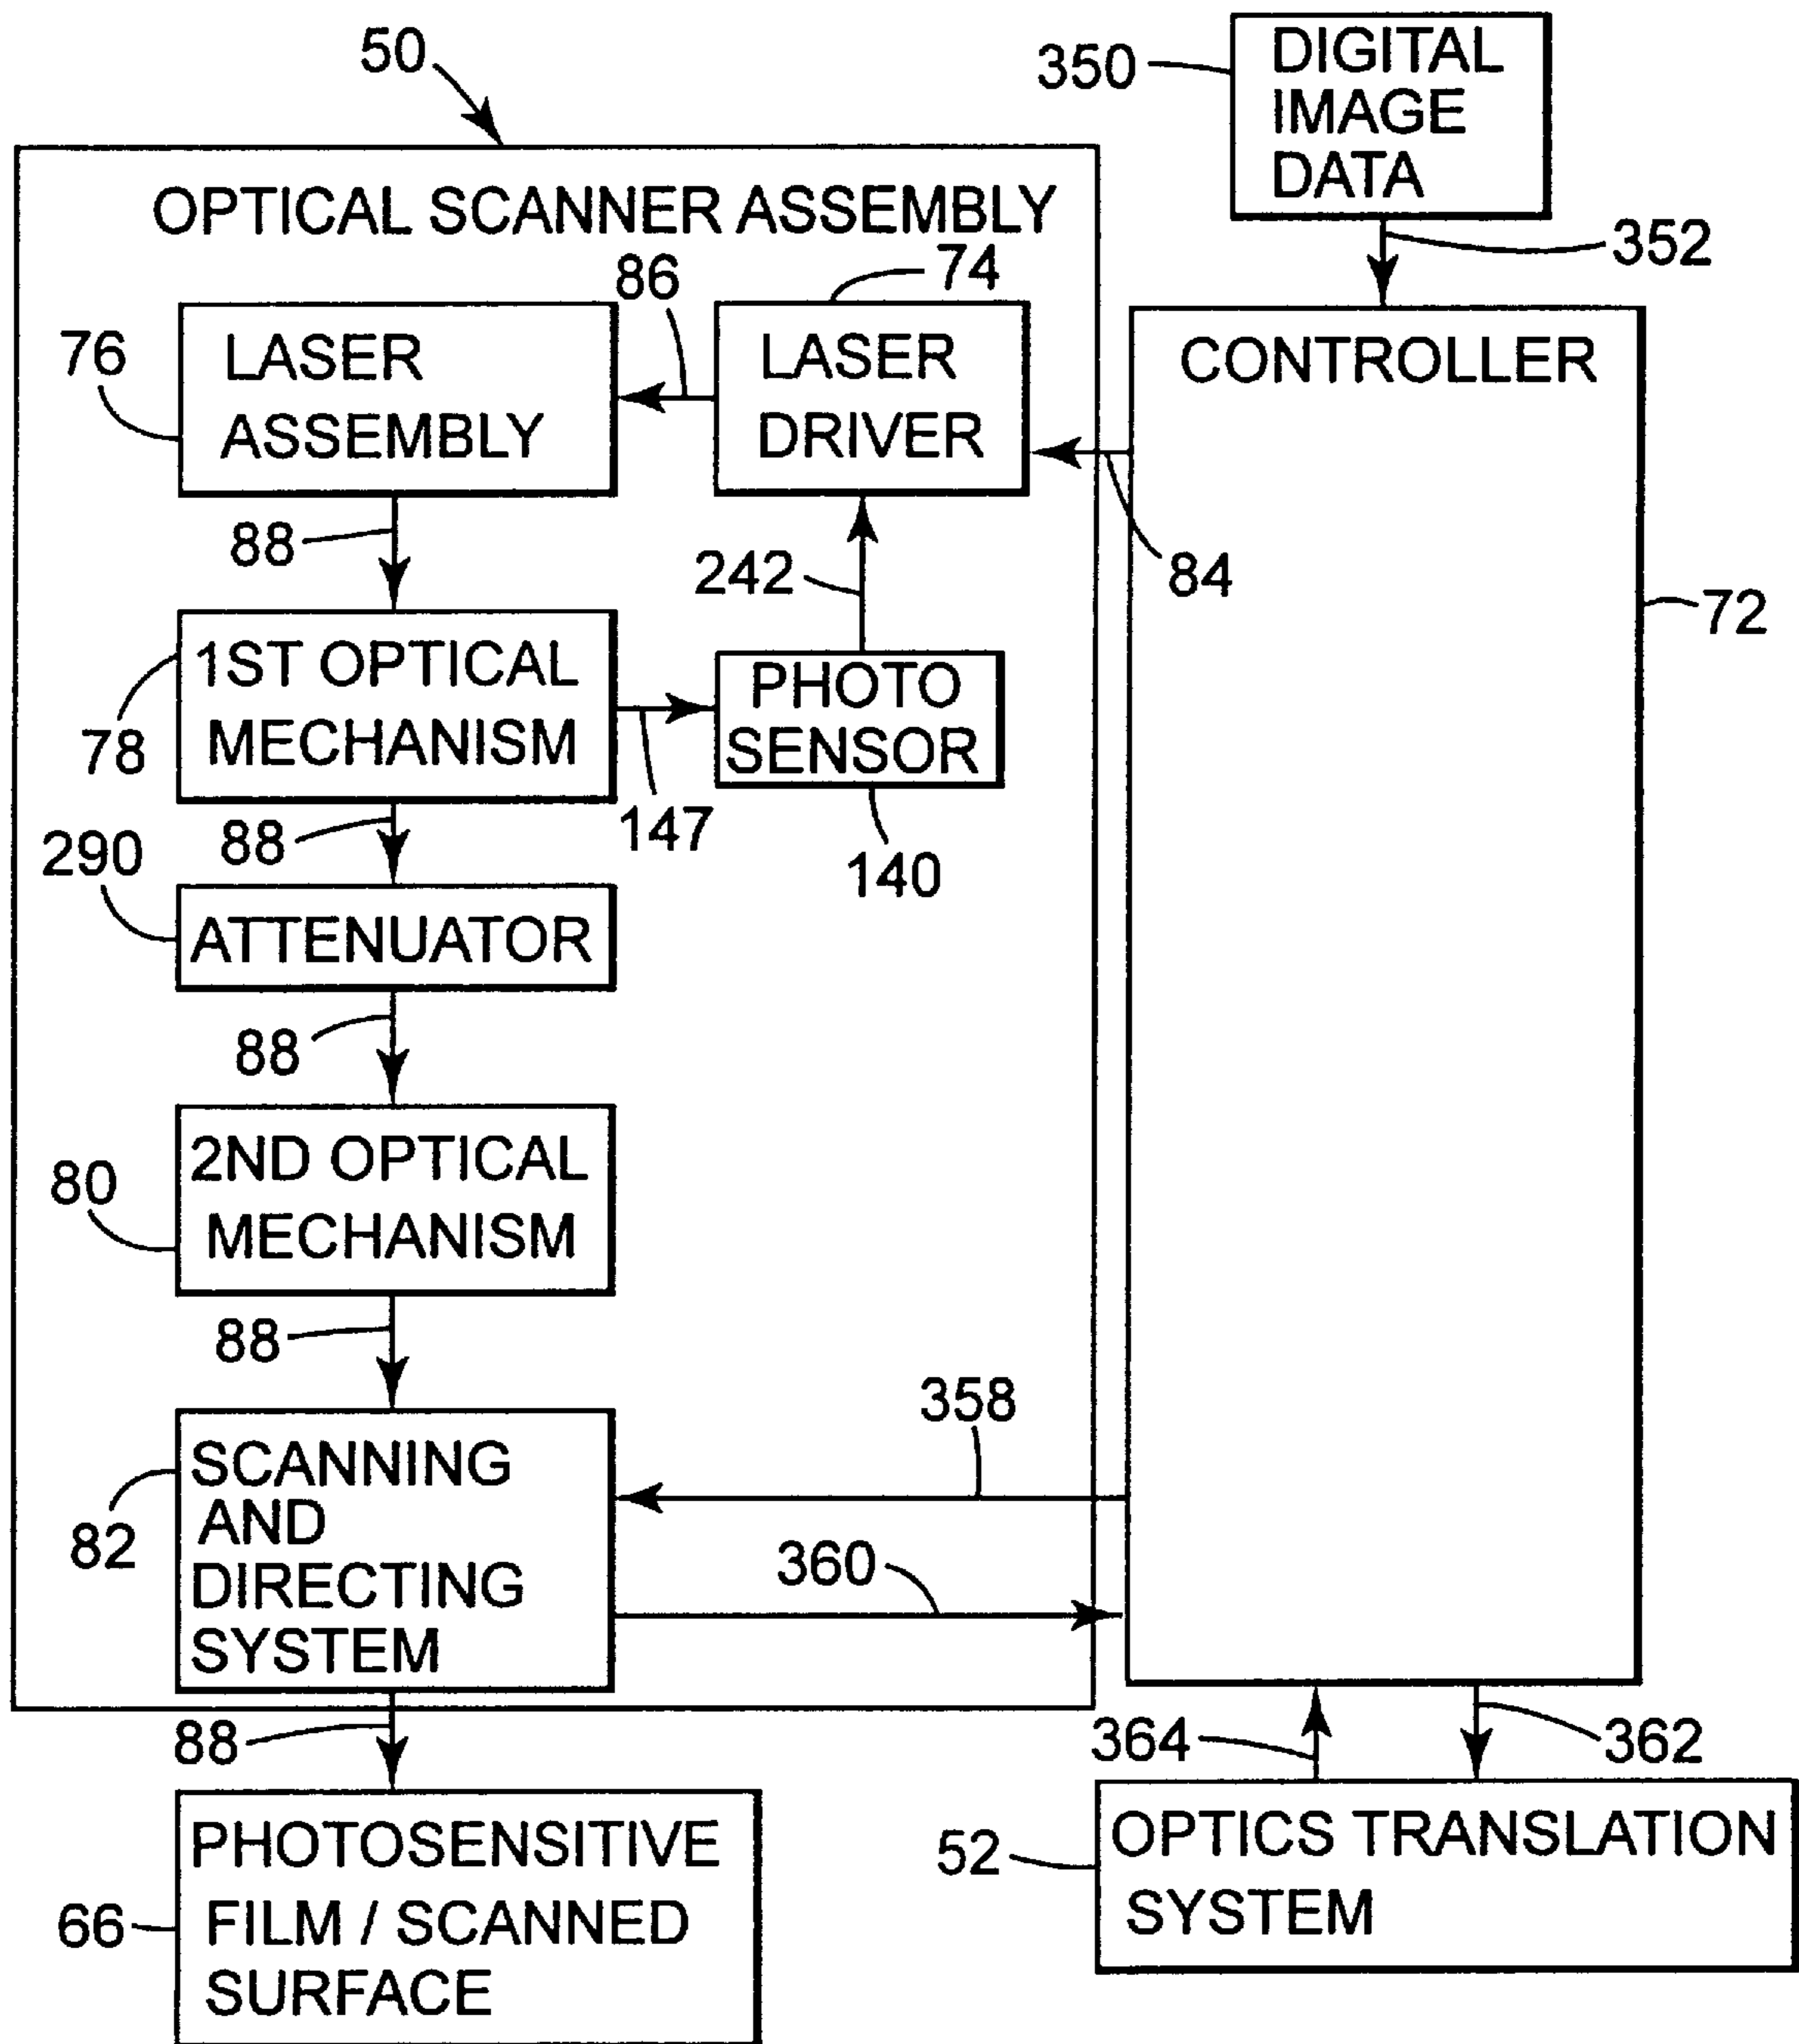 50
350
DIGITAL
IMAGE
DATA
352
OPTICAL SCANNER ASSEMBLY
86
74
76
LASER
ASSEMBLY
LASER
DRIVER
CONTROLLER
84
72
88
242
1ST OPTICAL
MECHANISM
78
PHOTO
SENSOR
147
140
88
290
ATTENUATOR
88
2ND OPTICAL
MECHANISM
80
88
358
SCANNING
AND
DIRECTING
SYSTEM
82
360
88
364
362
PHOTOSENSITIVE
FILM / SCANNED
SURFACE
66
52
OPTICS TRANSLATION
SYSTEM